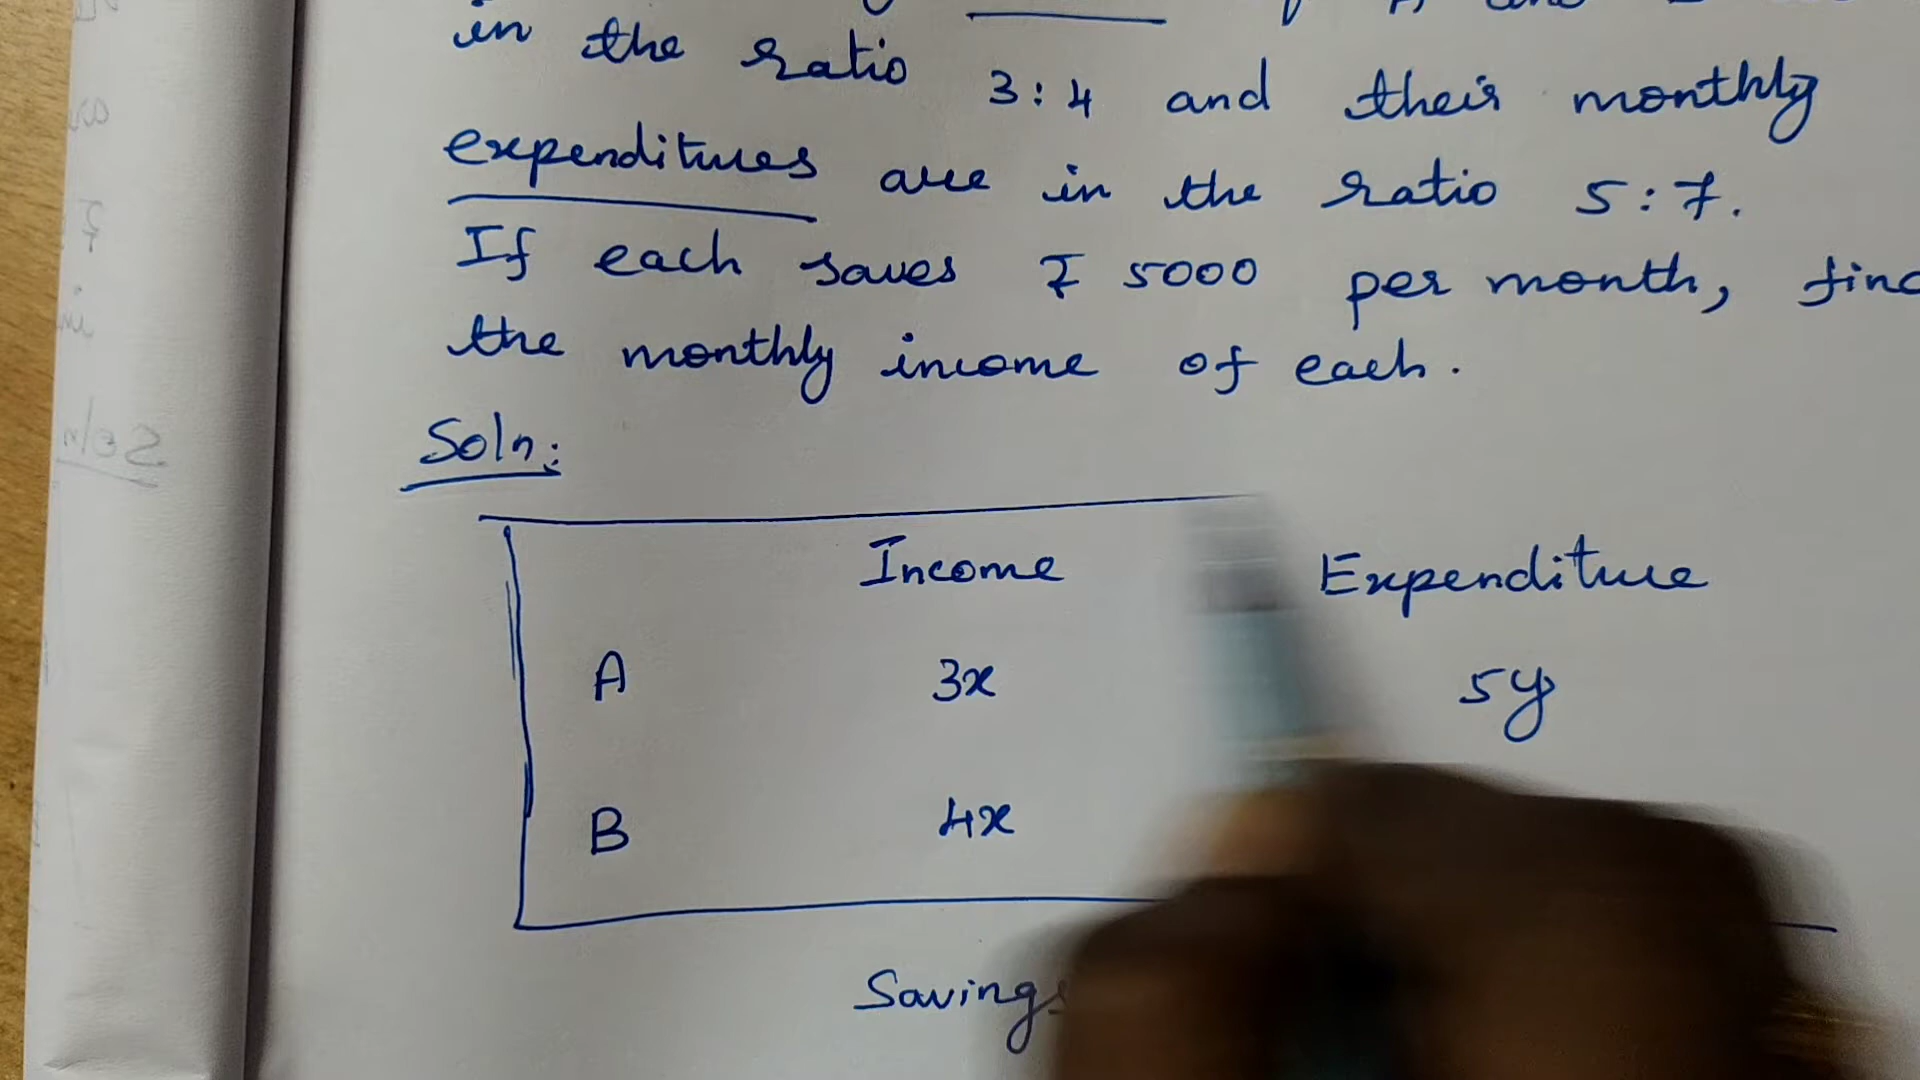 in the ratio 3:4 and their monthly
expenditures are in the ratio 5:7.
If each saves ₹ 5000 per month, find
the monthly income of each.
Soln:
Income Expenditure
A 3x 5y
B 4x
Savings